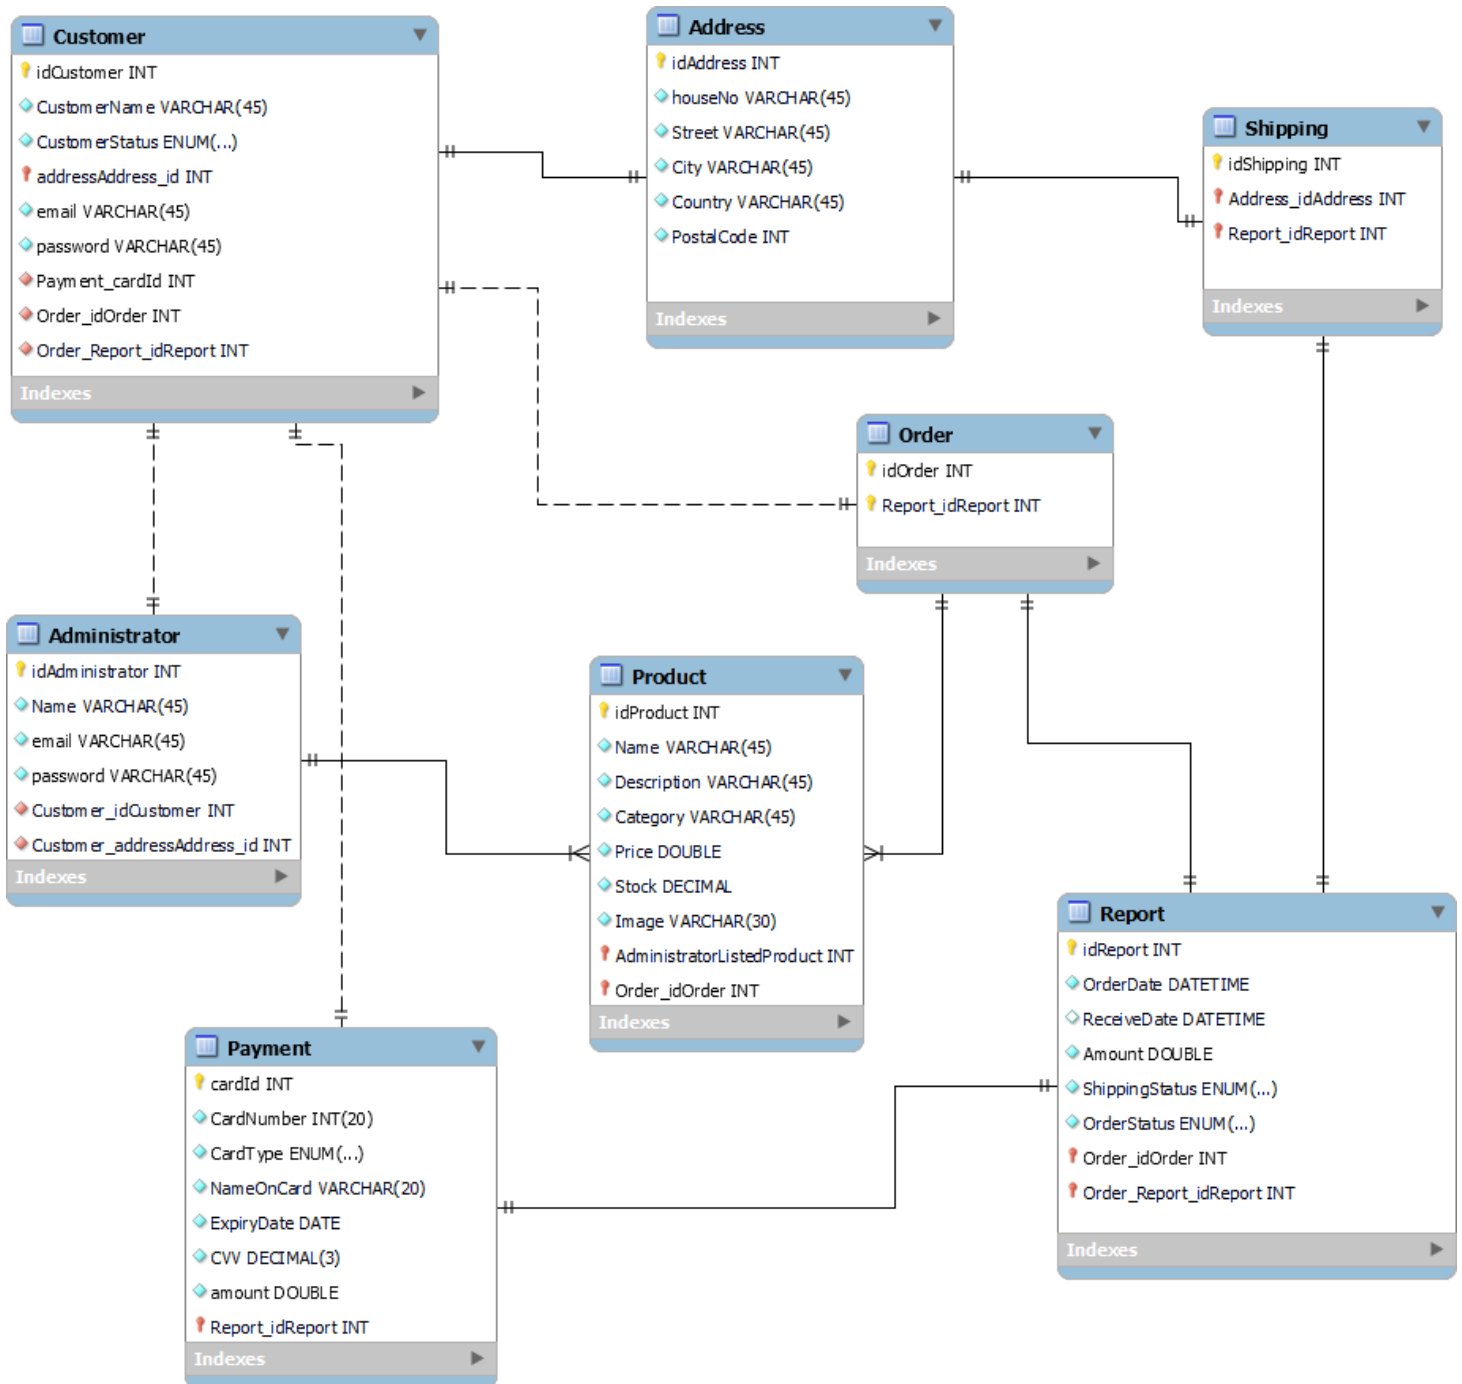 Customer
idCustomer INT
CustomerName VARCHAR(45)
CustomerStatus ENUM(...)
addressAddress_id INT
email VARCHAR(45)
password VARCHAR(45)
Payment_cardId INT
Order_idOrder INT
Order_Report_idReport INT
Indexes
Address
idAddress INT
houseNo VARCHAR(45)
Street VARCHAR(45)
City VARCHAR(45)
Country VARCHAR(45)
PostalCode INT
Indexes
Shipping
idShipping INT
Address_idAddress INT
Report_idReport INT
Indexes
Order
idOrder INT
Report_idReport INT
Indexes
Administrator
idAdministrator INT
Name VARCHAR(45)
email VARCHAR(45)
password VARCHAR(45)
Customer_idCustomer INT
Customer_addressAddress_id INT
Indexes
Product
idProduct INT
Name VARCHAR(45)
Description VARCHAR(45)
Category VARCHAR(45)
Price DOUBLE
Stock DECIMAL
Image VARCHAR(30)
AdministratorListedProduct INT
Order_idOrder INT
Indexes
Report
idReport INT
OrderDate DATETIME
ReceiveDate DATETIME
Amount DOUBLE
ShippingStatus ENUM(...)
OrderStatus ENUM(...)
Order_idOrder INT
Order_Report_idReport INT
Indexes
Payment
cardId INT
CardNumber INT(20)
CardType ENUM(...)
NameOnCard VARCHAR(20)
ExpiryDate DATE
CVV DECIMAL(3)
amount DOUBLE
Report_idReport INT
Indexes